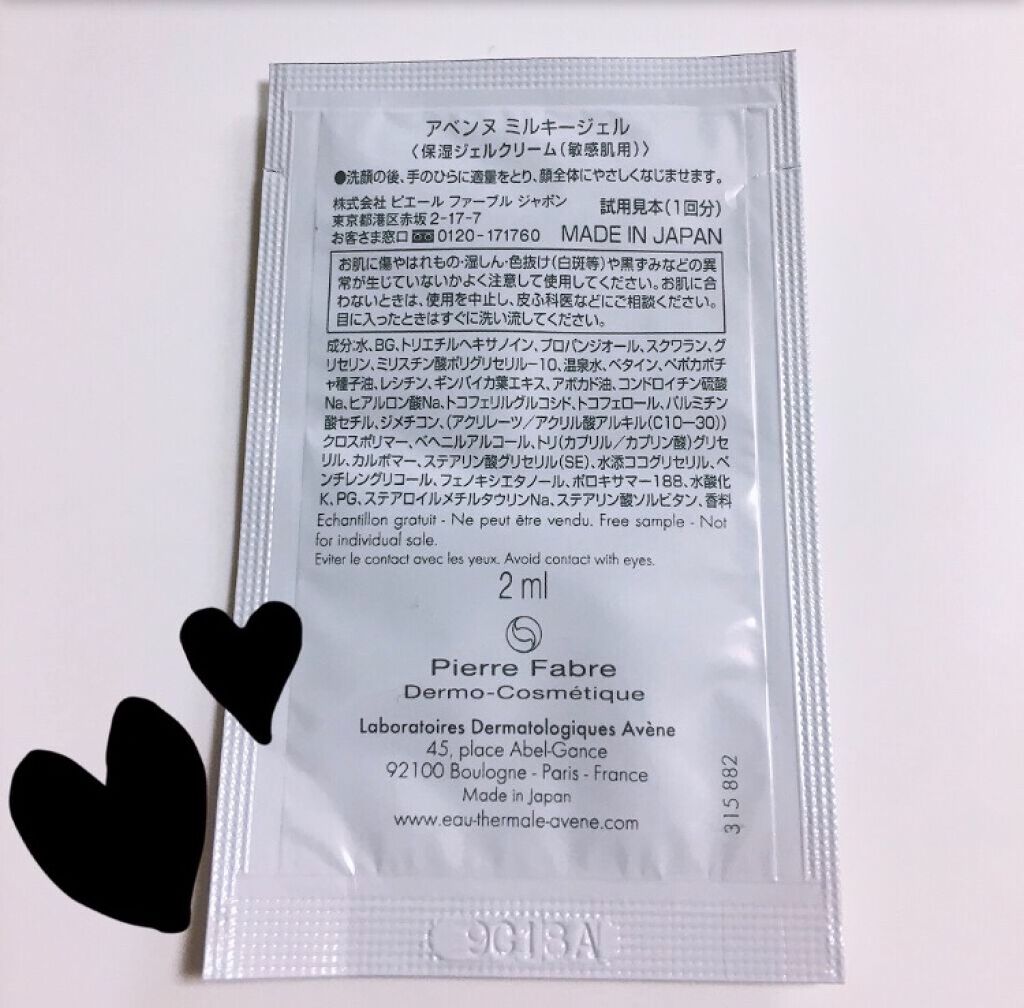 アベンヌ ミルキージェル
〈保湿ジェルクリーム(敏感肌用)〉
●洗顔の後、手のひらに適量をとり、顔全体にやさしくなじませます。
株式会社 ピエール ファーブル ジャポン 試用見本(1回分)
東京都港区赤坂2-17-7
お客さま窓口 0120-171760 MADE IN JAPAN
お肌に傷やはれもの・湿しん・色抜け(白斑等)や黒ずみなどの異
常が生じていないかよく注意して使用してください。お肌に合
わないときは、使用を中止し、皮ふ科医などにご相談ください。
目に入ったときはすぐに洗い流してください。
成分:水、BG、トリエチルヘキサノイン、プロパンジオール、スクワラン、グ
リセリン、ミリスチン酸ポリグリセリル-10、温泉水、ベタイン、ペポカボチ
ャ種子油、レシチン、ギンバイカ葉エキス、アボカド油、コンドロイチン硫酸
Na、ヒアルロン酸Na、トコフェリルグルコシド、トコフェロール、パルミチン
酸セチル、ジメチコン、(アクリレーツ/アクリル酸アルキル(C10-30))
クロスポリマー、ベヘニルアルコール、トリ(カプリル/カプリン酸)グリセ
リル、カルボマー、ステアリン酸グリセリル(SE)、水添ココグリセリル、ペ
ンチレングリコール、フェノキシエタノール、ポロキサマー188、水酸化
K、PG、ステアロイルメチルタウリンNa、ステアリン酸ソルビタン、香料
Echantillon gratuit - Ne peut être vendu. Free sample - Not
for individual sale.
Eviter le contact avec les yeux. Avoid contact with eyes.
2 ml
Pierre Fabre
Dermo-Cosmétique
Laboratoires Dermatologiques Avène
45, place Abel-Gance
92100 Boulogne - Paris - France
Made in Japan
www.eau-thermale-avene.com
315 882
9G18A